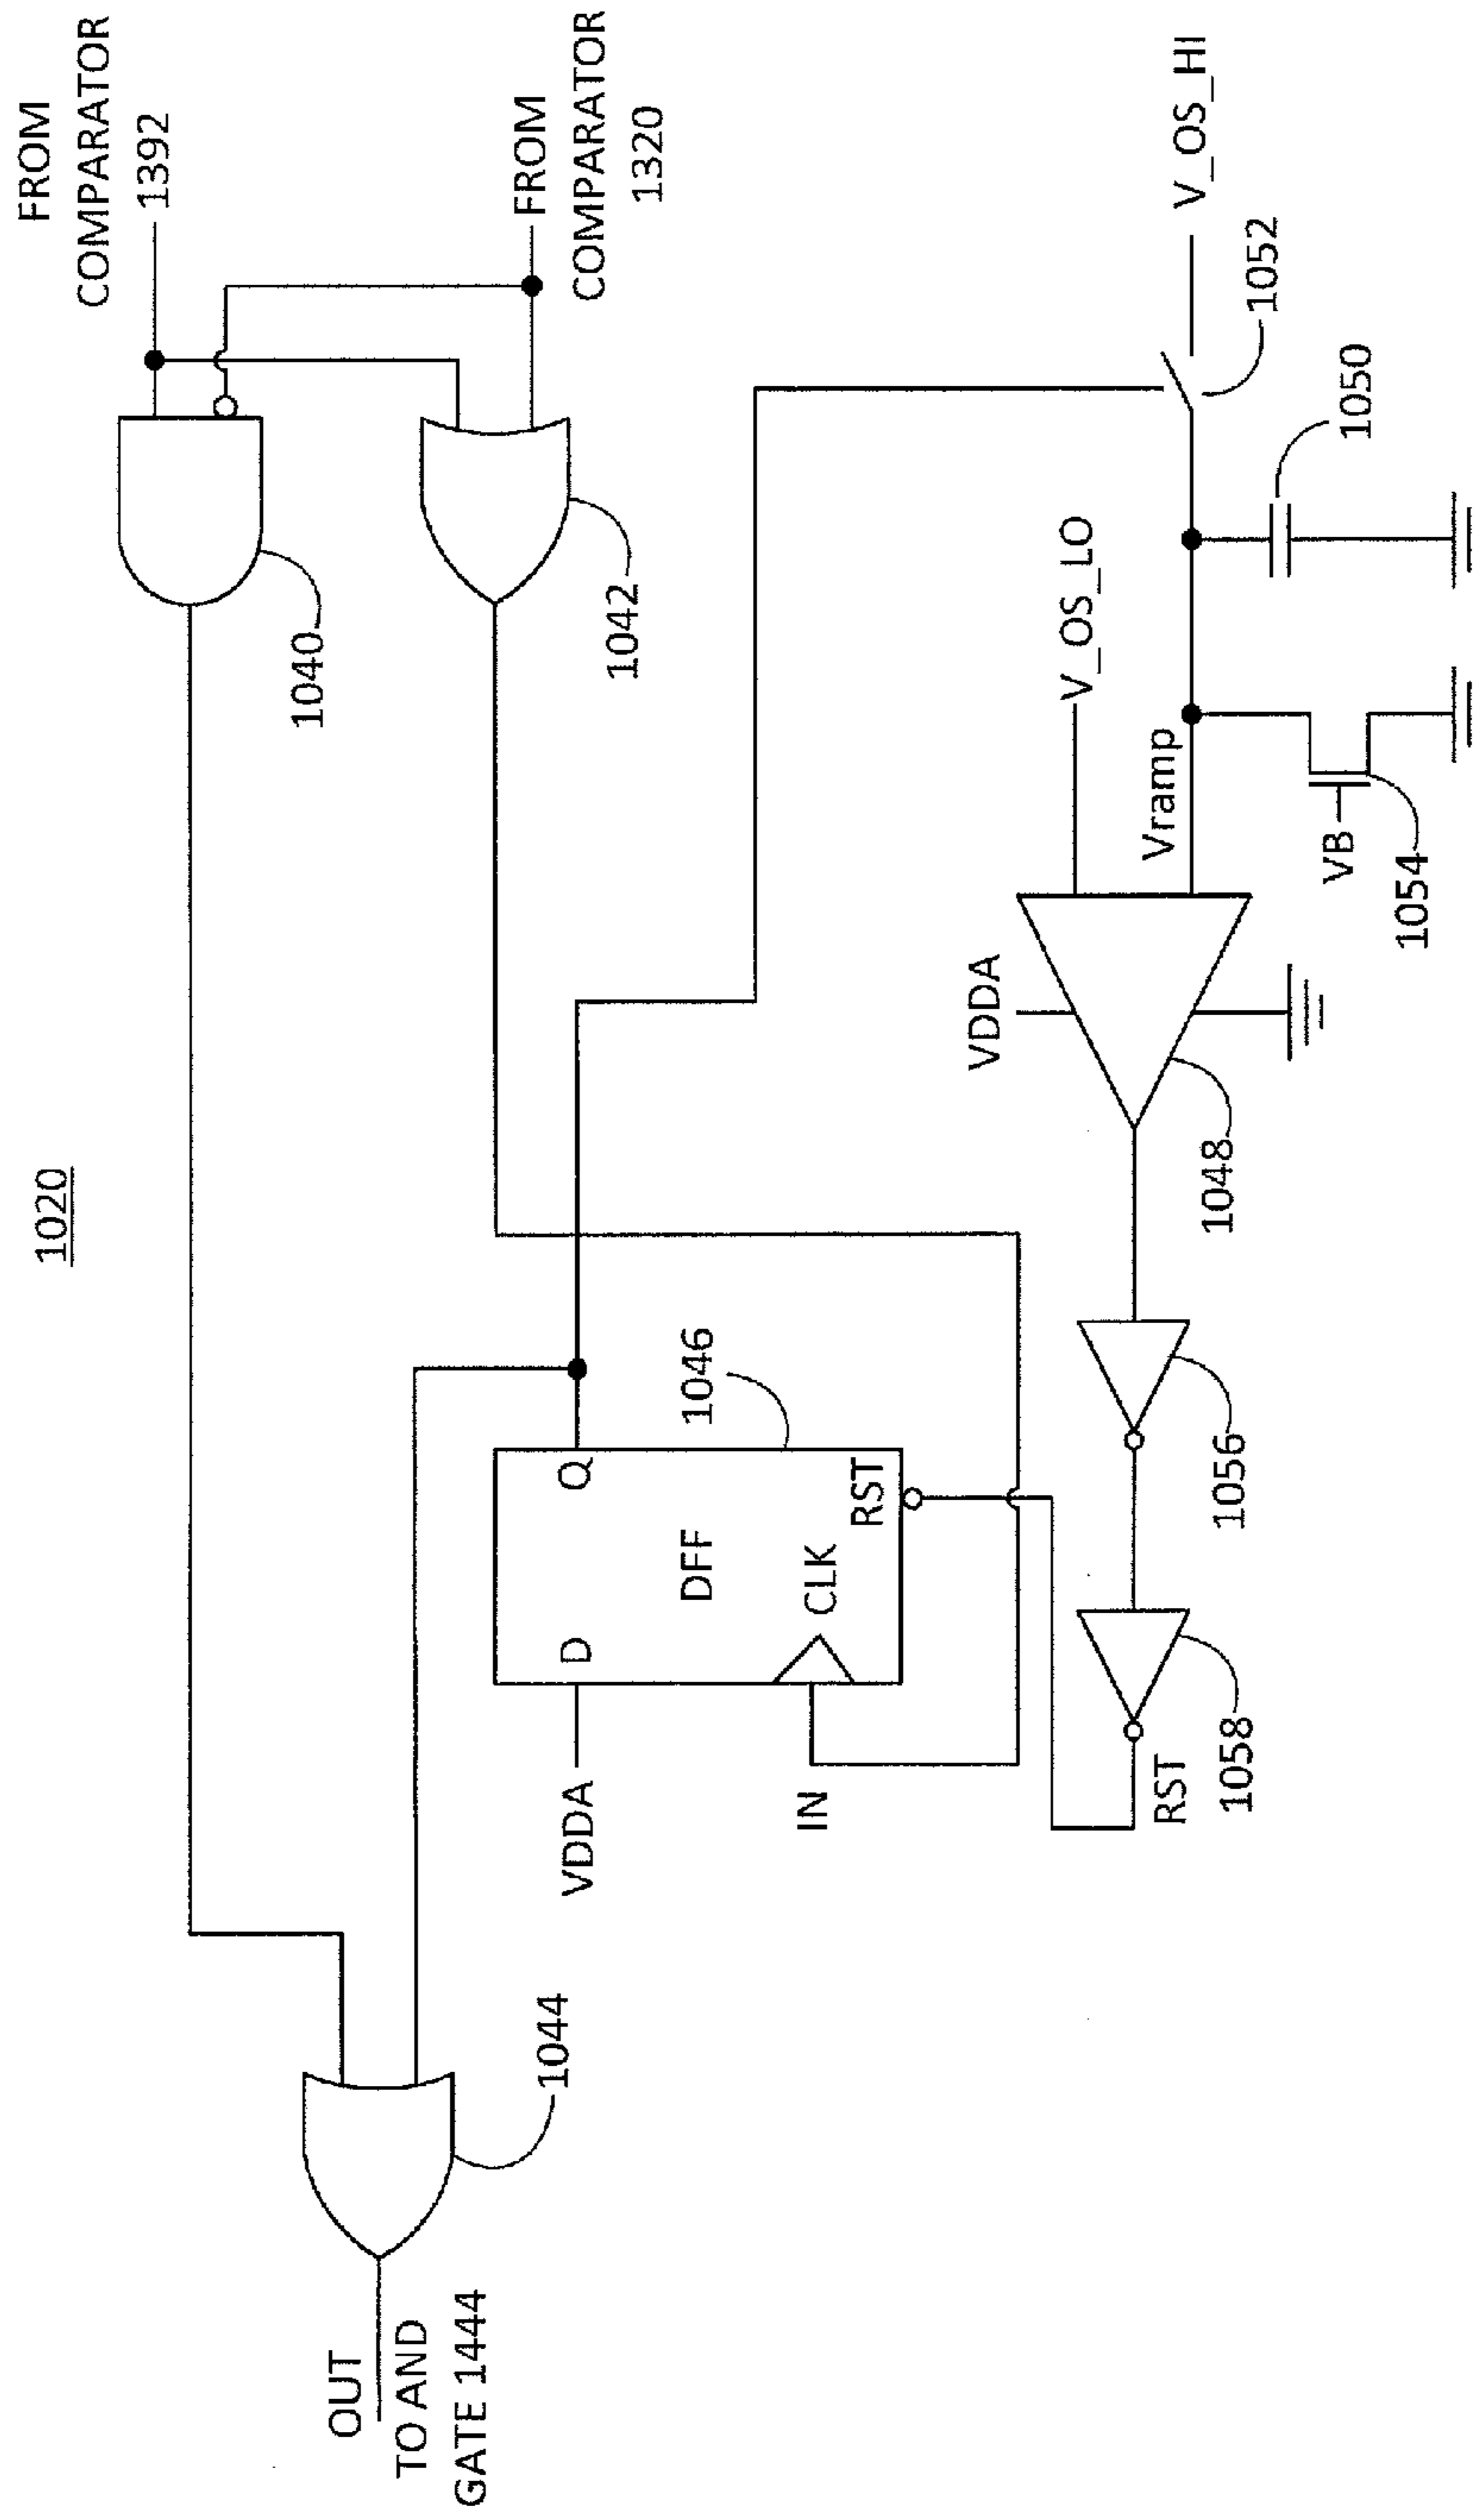 1020
FROM
COMPARATOR
1392
FROM
COMPARATOR
1320
1040
1042
V_OS_HI
1052
1050
V_OS_LO
Vramp
VB
1054
VDDA
1048
1056
1058
RST
1046
Q
D
DFF
CLK
RST
VDDA
IN
1044
OUT
TO AND
GATE 1444